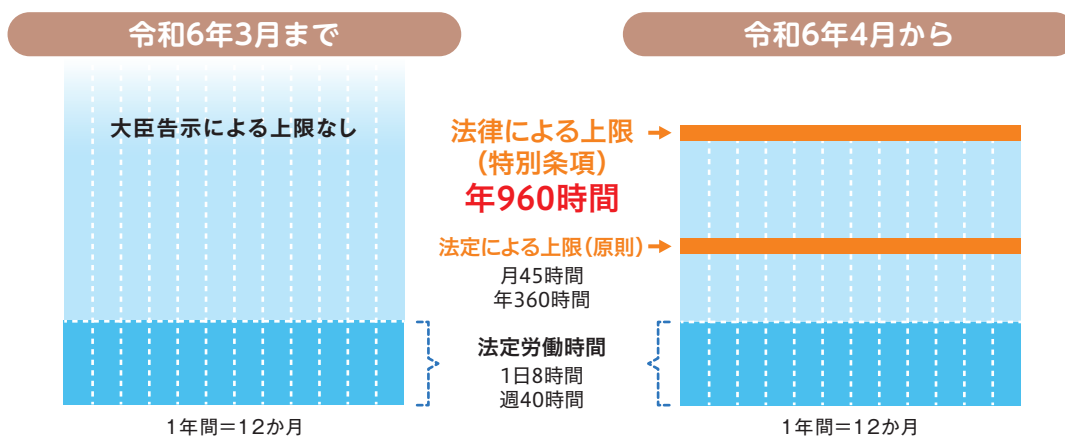 令和6年3月まで
令和6年4月から
大臣告示による上限なし
法律による上限
（特別条項）
年960時間
法定による上限（原則）
月45時間
年360時間
法定労働時間
1日8時間
週40時間
1年間＝12か月
1年間＝12か月